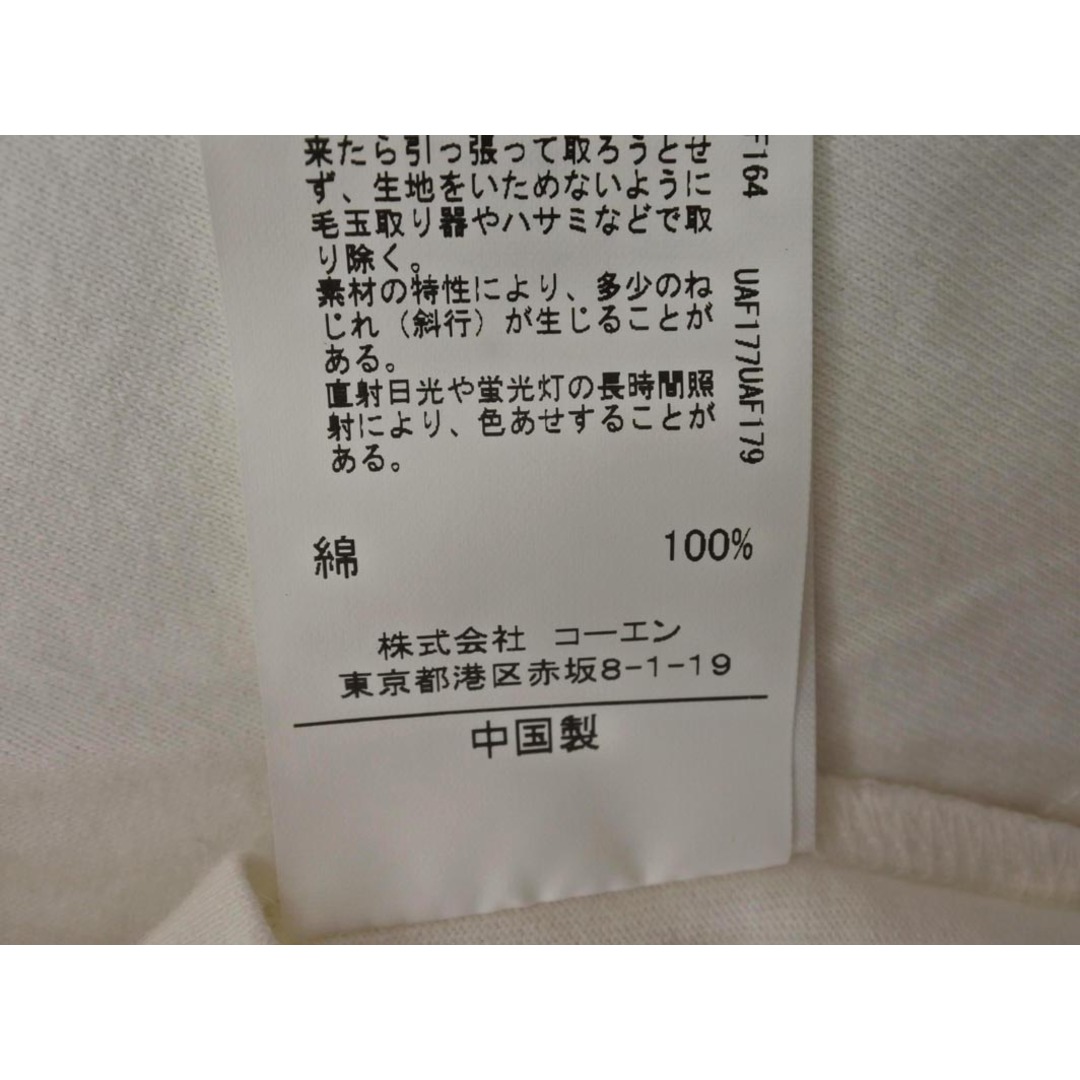 来たら引っ張って取ろうとせ
ず、生地をいためないように
毛玉取り器やハサミなどで取
り除く。
素材の特性により、多少のね
じれ（斜行）が生じることが
ある。
直射日光や蛍光灯の長時間照
射により、色あせすることが
ある。
綿 100%
株式会社 コーエン
東京都港区赤坂8-1-19
中国製
F164 UAF177UAF179